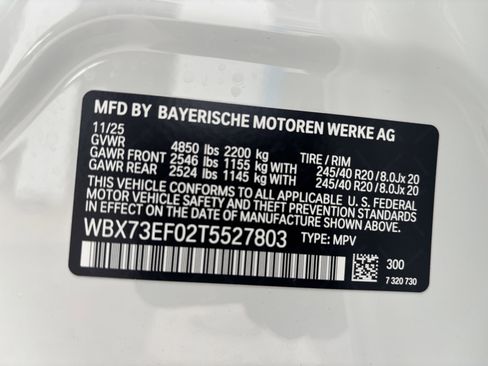 MFD BY BAYERISCHE MOTOREN WERKE AG
11/25
GVWR 4850 lbs 2200 kg TIRE / RIM
GAWR FRONT 2546 lbs 1155 kg WITH 245/40 R20 / 8.0Jx 20
GAWR REAR 2524 lbs 1145 kg WITH 245/40 R20 / 8.0Jx 20
THIS VEHICLE CONFORMS TO ALL APPLICABLE U. S. FEDERAL
MOTOR VEHICLE SAFETY AND THEFT PREVENTION STANDARDS
IN EFFECT ON THE DATE OF MANUFACTURE SHOWN ABOVE.
WBX73EF02T5527803 TYPE: MPV
300
7 320 730